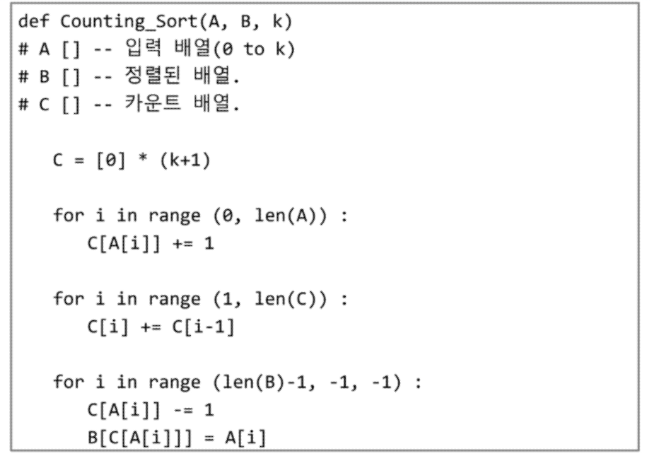 def Counting_Sort(A, B, k)
# A [] -- 입력 배열(0 to k)
# B [] -- 정렬된 배열.
# C [] -- 카운트 배열.
C = [0] * (k+1)
for i in range (0, len(A)) :
C[A[i]] += 1
for i in range (1, len(C)) :
C[i] += C[i-1]
for i in range (len(B)-1, -1, -1) :
C[A[i]] -= 1
B[C[A[i]]] = A[i]